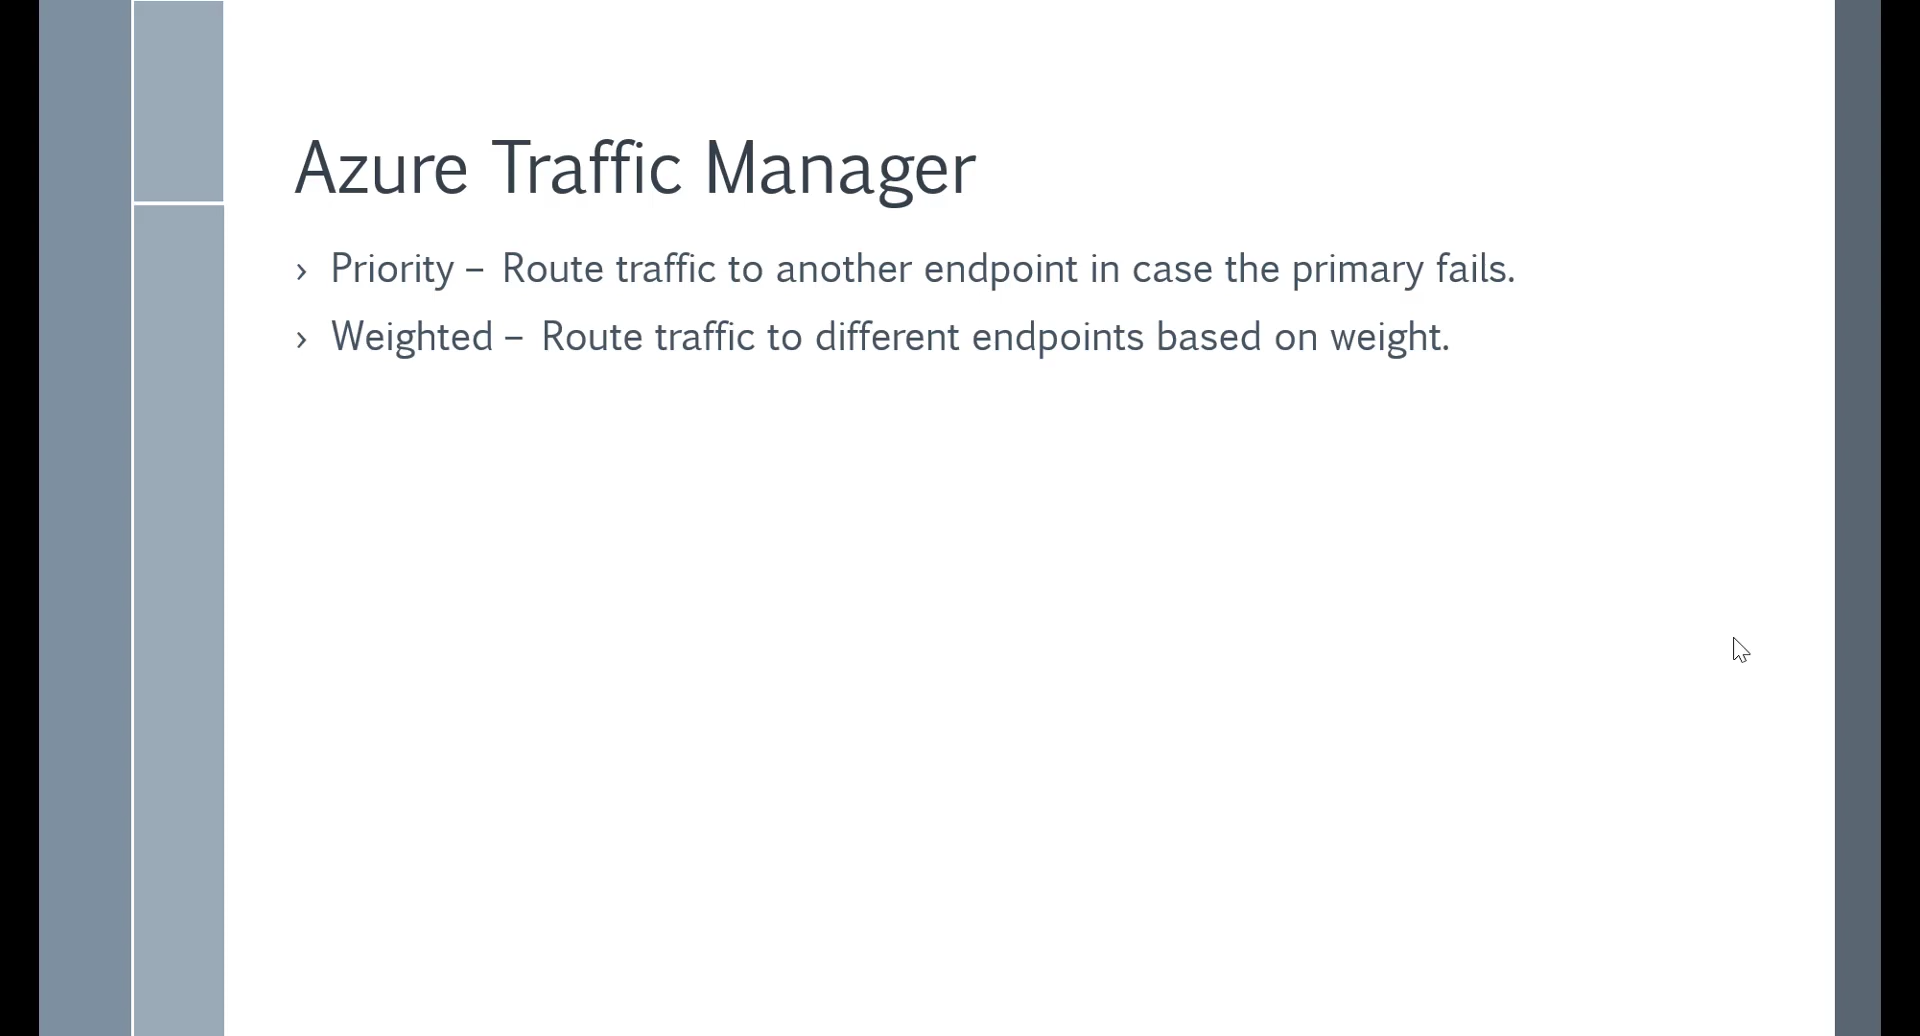 Azure Traffic Manager
› Priority – Route traffic to another endpoint in case the primary fails.
› Weighted – Route traffic to different endpoints based on weight.